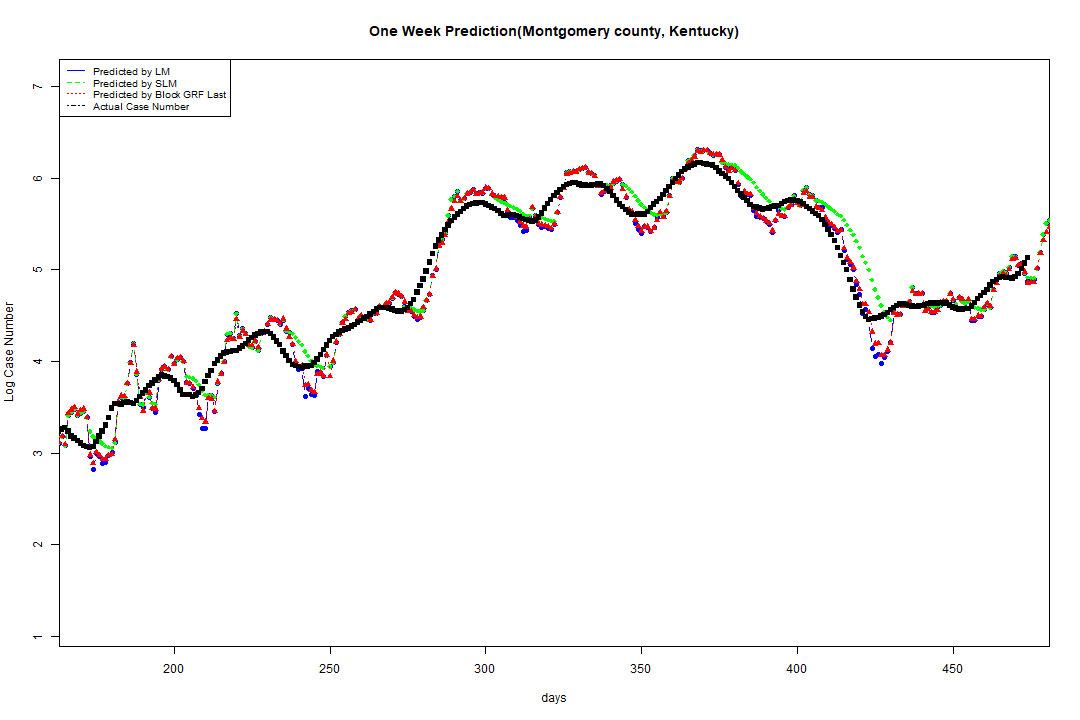 One Week Prediction(Montgomery county, Kentucky)
Predicted by LM
Predicted by SLM
Predicted by Block GRF Last
Actual Case Number
7
6
5
4
3
2
1
Log Case Number
200
250
300
350
400
450
days